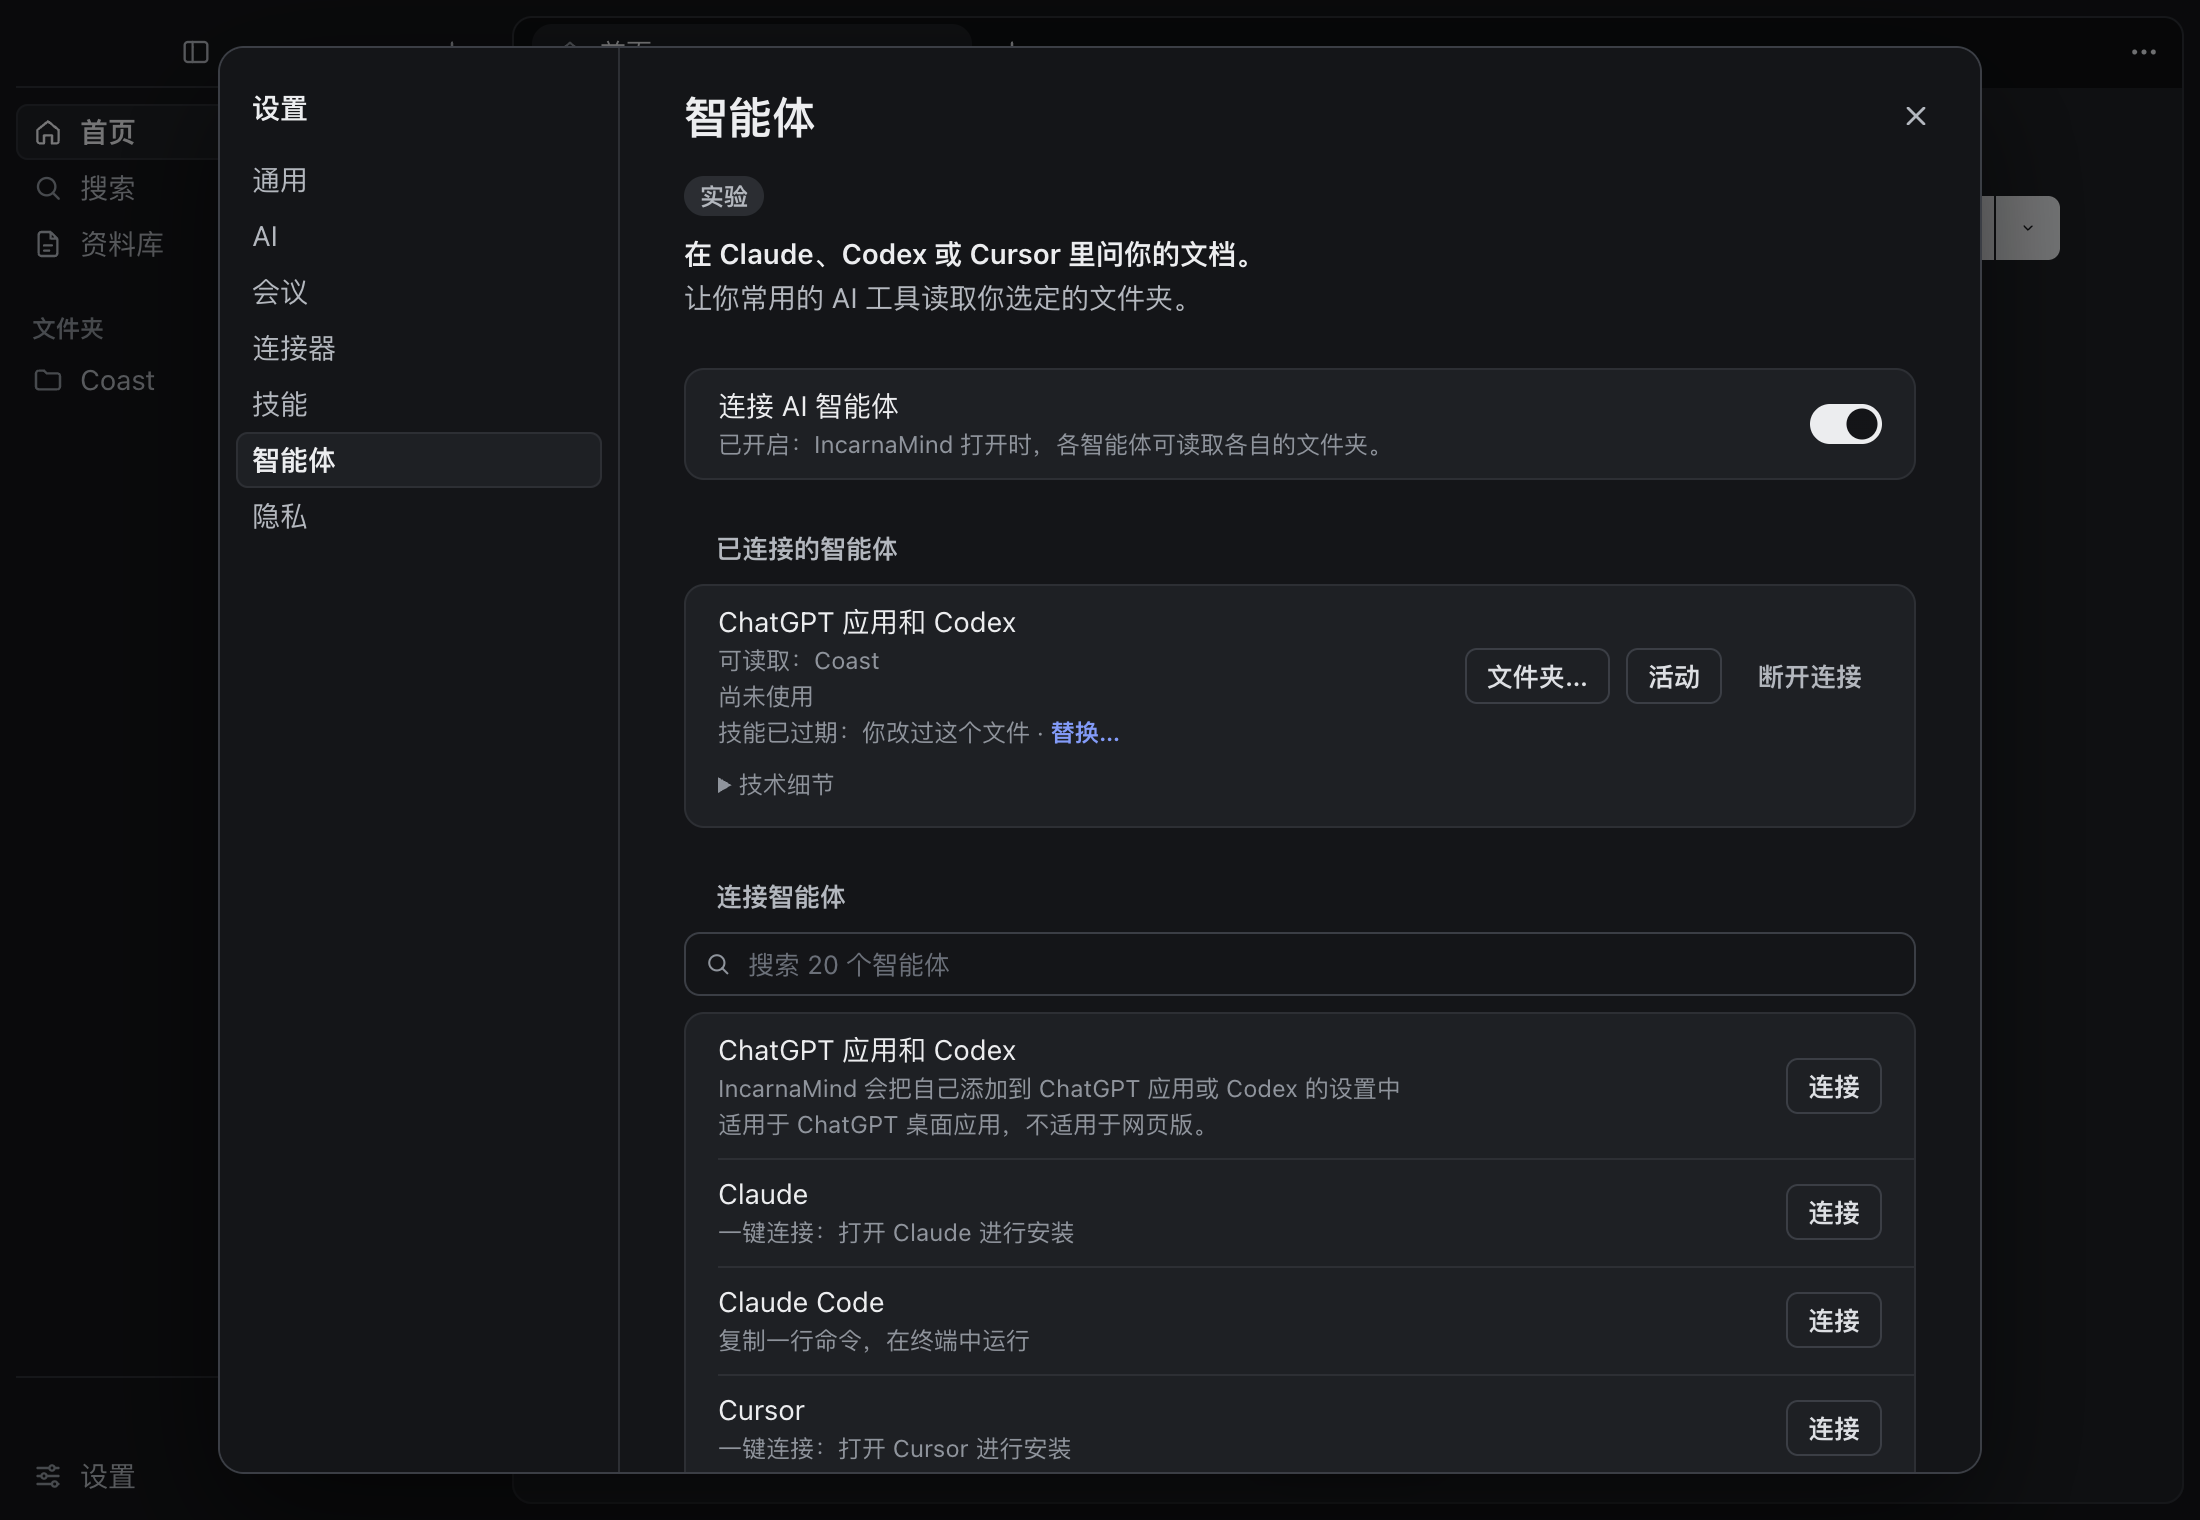 首页
搜索
资料库
文件夹
Coast
设置
设置
通用
AI
会议
连接器
技能
智能体
隐私
智能体
实验
在 Claude、Codex 或 Cursor 里问你的文档。
让你常用的 AI 工具读取你选定的文件夹。
连接 AI 智能体
已开启：IncarnaMind 打开时，各智能体可读取各自的文件夹。
已连接的智能体
ChatGPT 应用和 Codex
可读取：Coast
尚未使用
技能已过期：你改过这个文件 · 替换...
技术细节
文件夹... 活动 断开连接
连接智能体
搜索 20 个智能体
ChatGPT 应用和 Codex
IncarnaMind 会把自己添加到 ChatGPT 应用或 Codex 的设置中
适用于 ChatGPT 桌面应用，不适用于网页版。
连接
Claude
一键连接：打开 Claude 进行安装
连接
Claude Code
复制一行命令，在终端中运行
连接
Cursor
一键连接：打开 Cursor 进行安装
连接